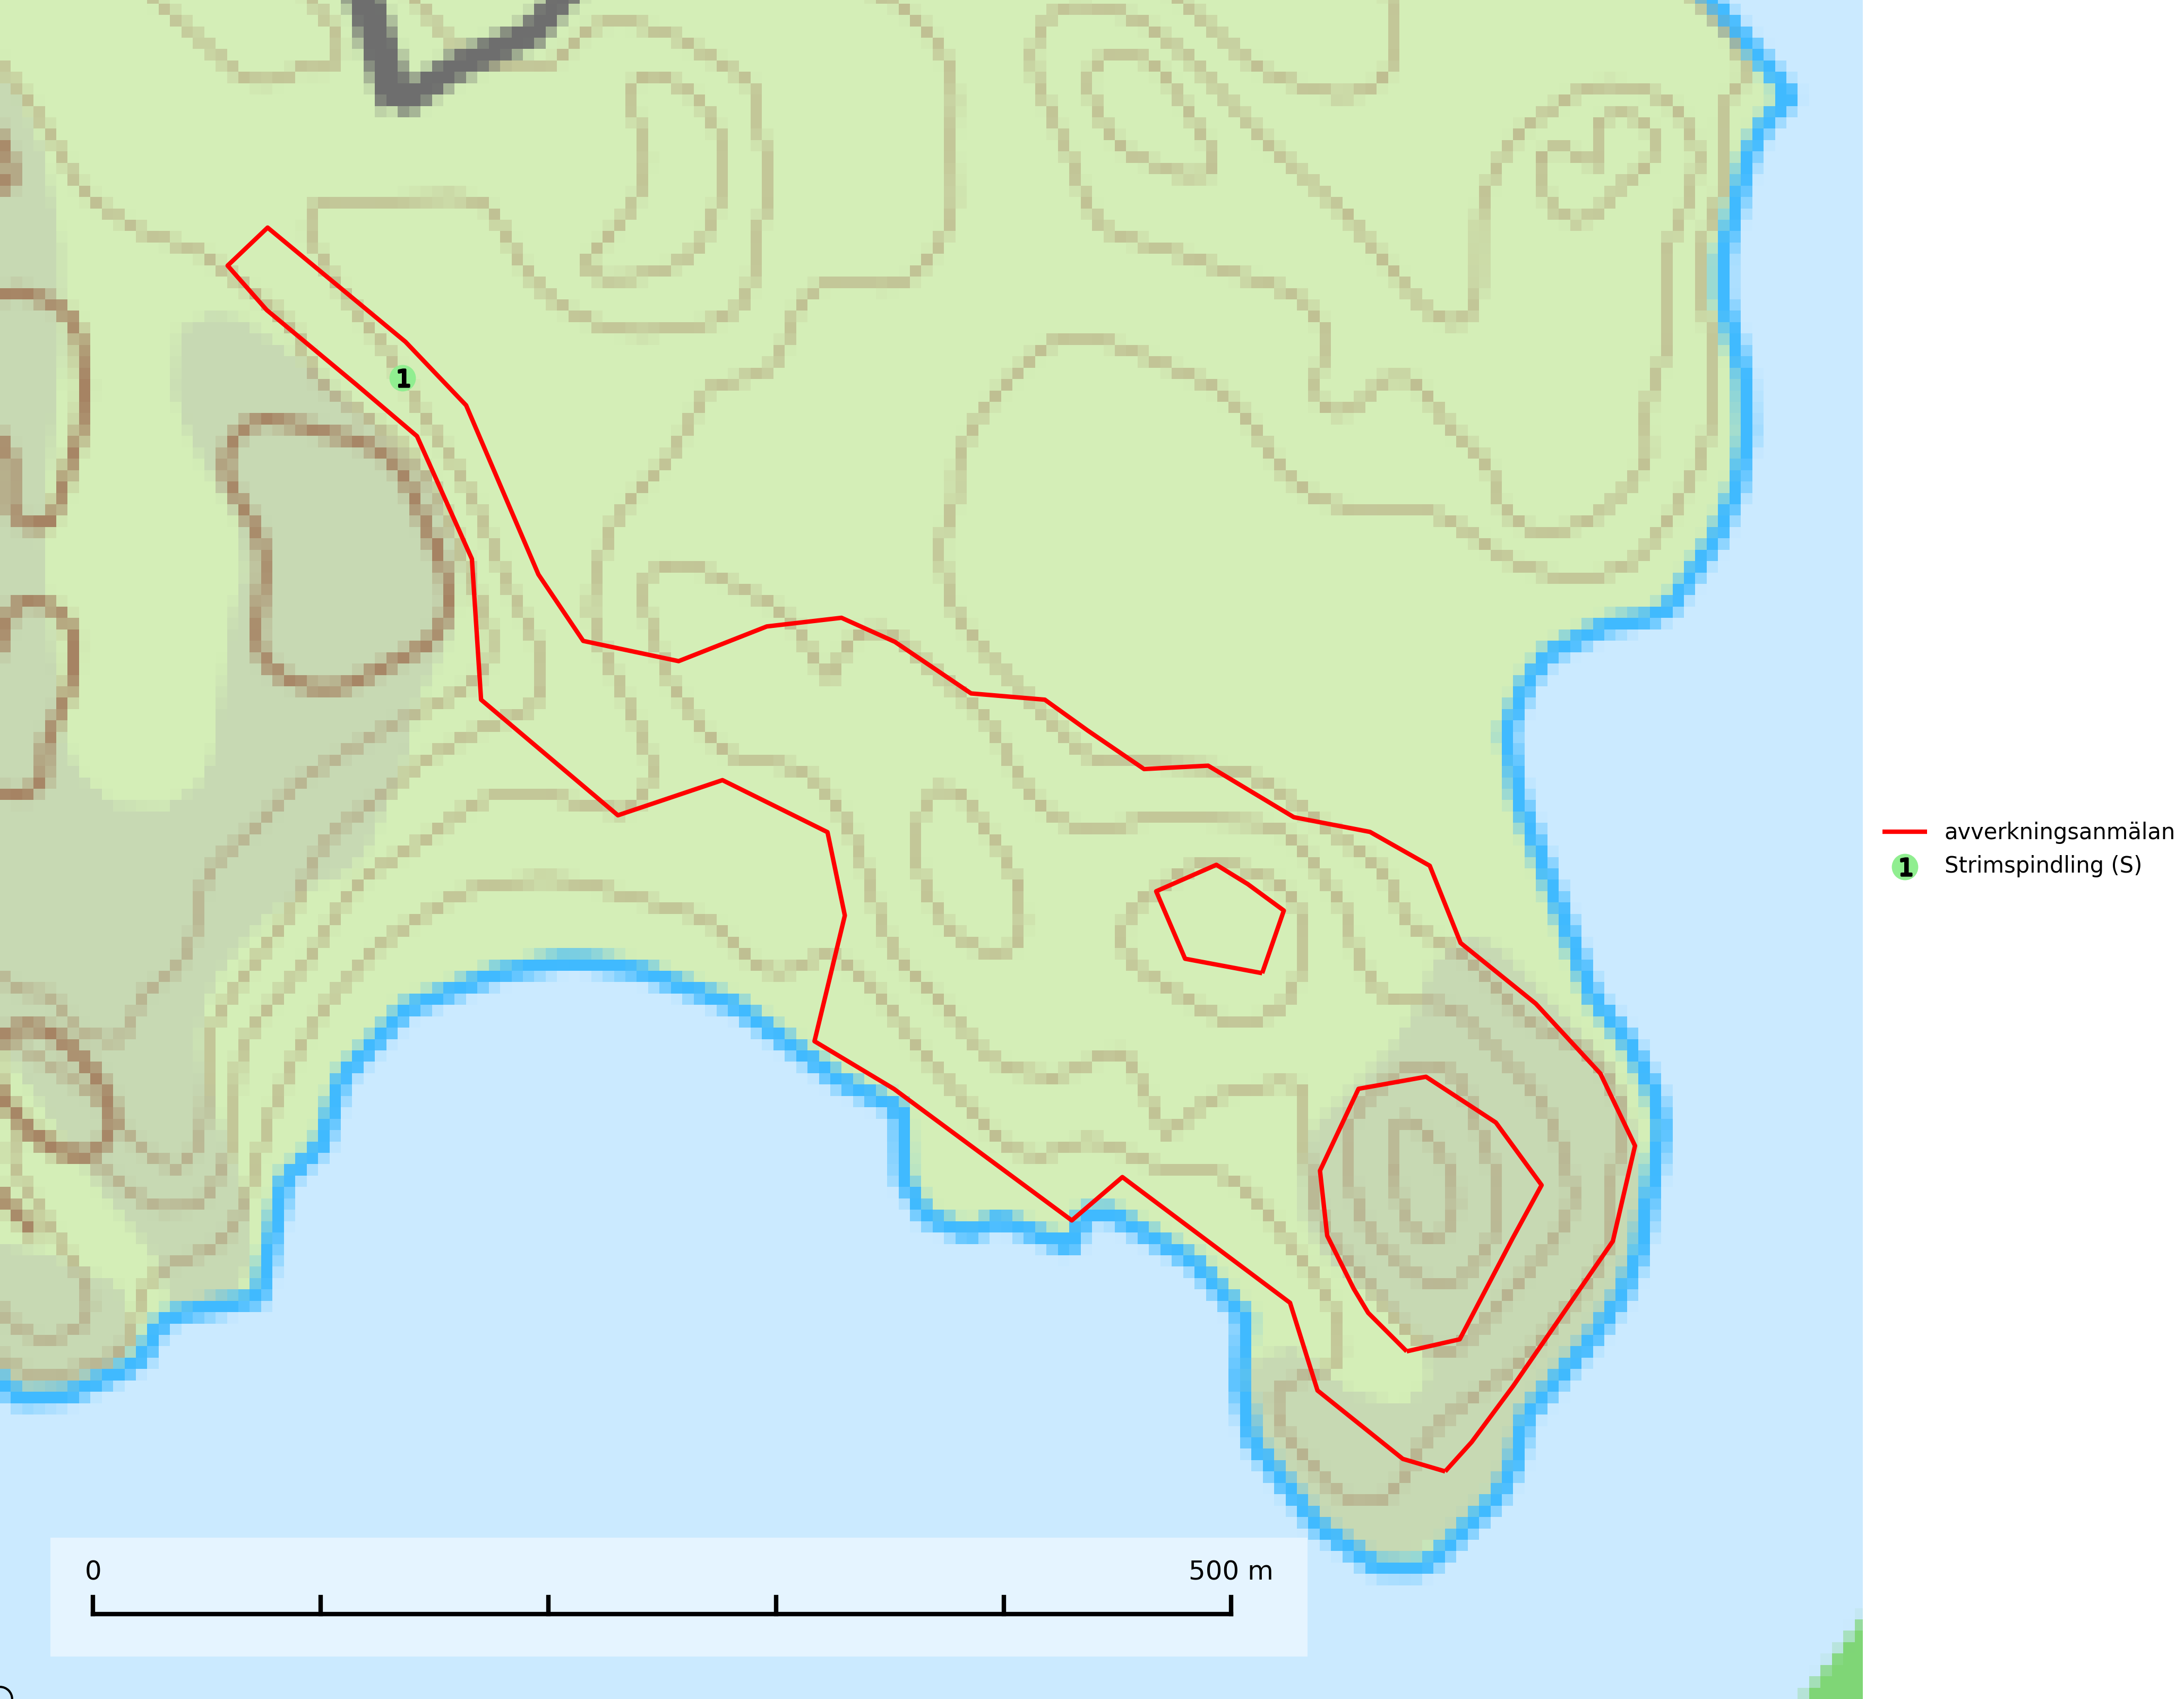 1
0
500 m
avverkningsanmälan
1 Strimspindling (S)